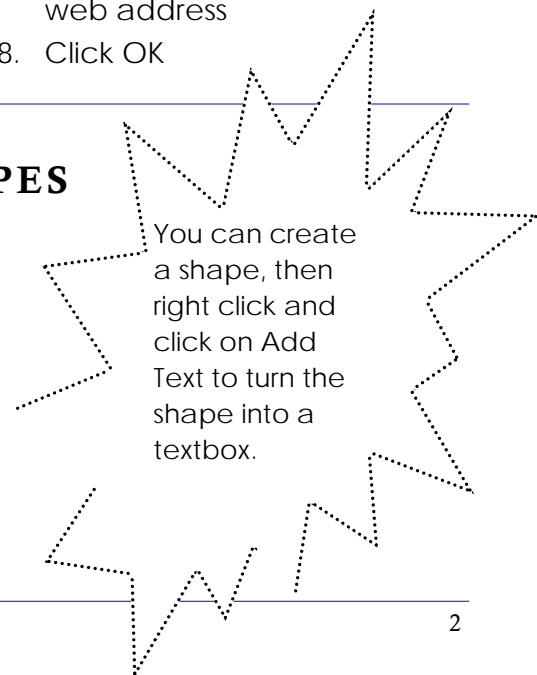 web address
8. Click OK
PES
You can create
a shape, then
right click and
click on Add
Text to turn the
shape into a
textbox.
2